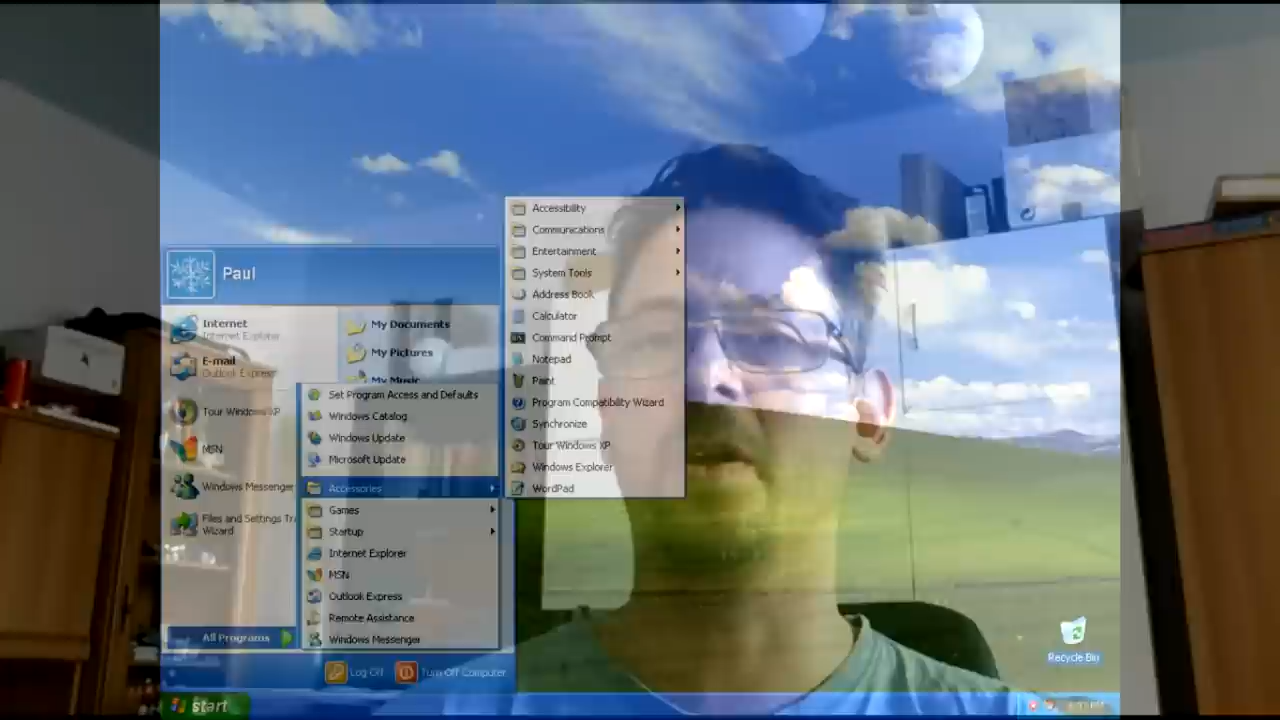 Paul
Internet
Internet Explorer
E-mail
Outlook Express
Tour Windows XP
MSN
Windows Messenger
Files and Settings Tra
Wizard
All Programs
My Documents
My Pictures
My Music
Set Program Access and Defaults
Windows Catalog
Windows Update
Microsoft Update
Accessories
Games
Startup
Internet Explorer
MSN
Outlook Express
Remote Assistance
Windows Messenger
Accessibility
Communications
Entertainment
System Tools
Address Book
Calculator
Command Prompt
Notepad
Paint
Program Compatibility Wizard
Synchronize
Tour Windows XP
Windows Explorer
WordPad
Log Off
Turn Off Computer
Recycle Bin
start